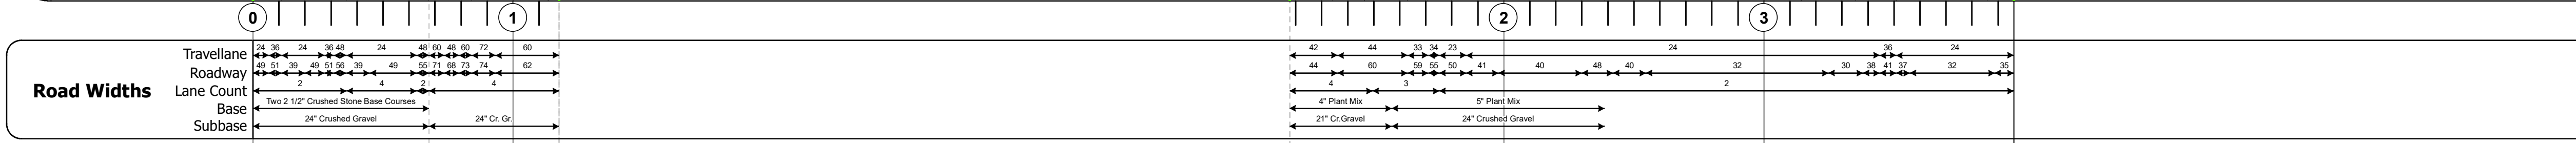 0 1 2 3
Travellane 24 36 24 36 48 24 48 60 48 60 72 60 42 44 33 34 23 24 36 24
Roadway 49 51 39 49 51 56 39 49 55 71 68 73 74 62 44 60 59 55 50 41 40 48 40 32 30 38 41 37 32 35
Road Widths
Lane Count 2 4 2 4 4 3 2
Base Two 2 1/2" Crushed Stone Base Courses 4" Plant Mix 5" Plant Mix
Subbase 24" Crushed Gravel 24" Cr. Gr. 21" Cr.Gravel 24" Crushed Gravel